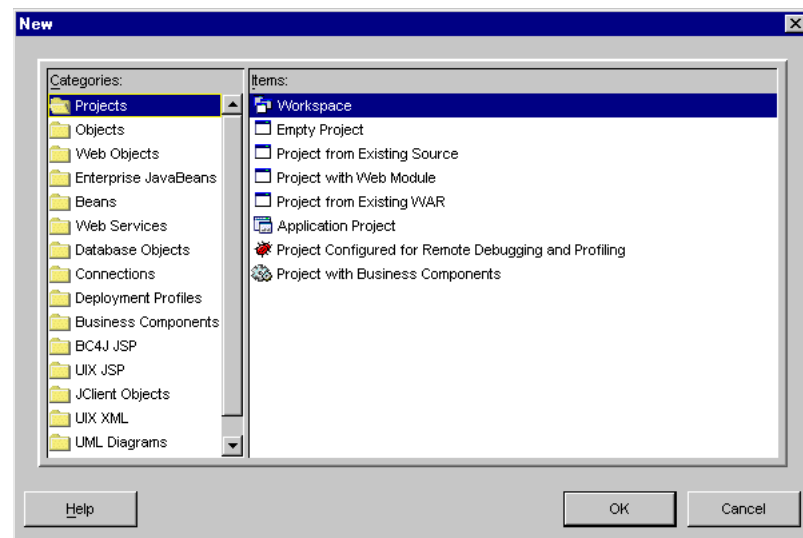 New
Categories:
Projects
Objects
Web Objects
Enterprise JavaBeans
Beans
Web Services
Database Objects
Connections
Deployment Profiles
Business Components
BC4J JSP
UIX JSP
JClient Objects
UIX XML
UML Diagrams
Items:
Workspace
Empty Project
Project from Existing Source
Project with Web Module
Project from Existing WAR
Application Project
Project Configured for Remote Debugging and Profiling
Project with Business Components
Help
OK
Cancel